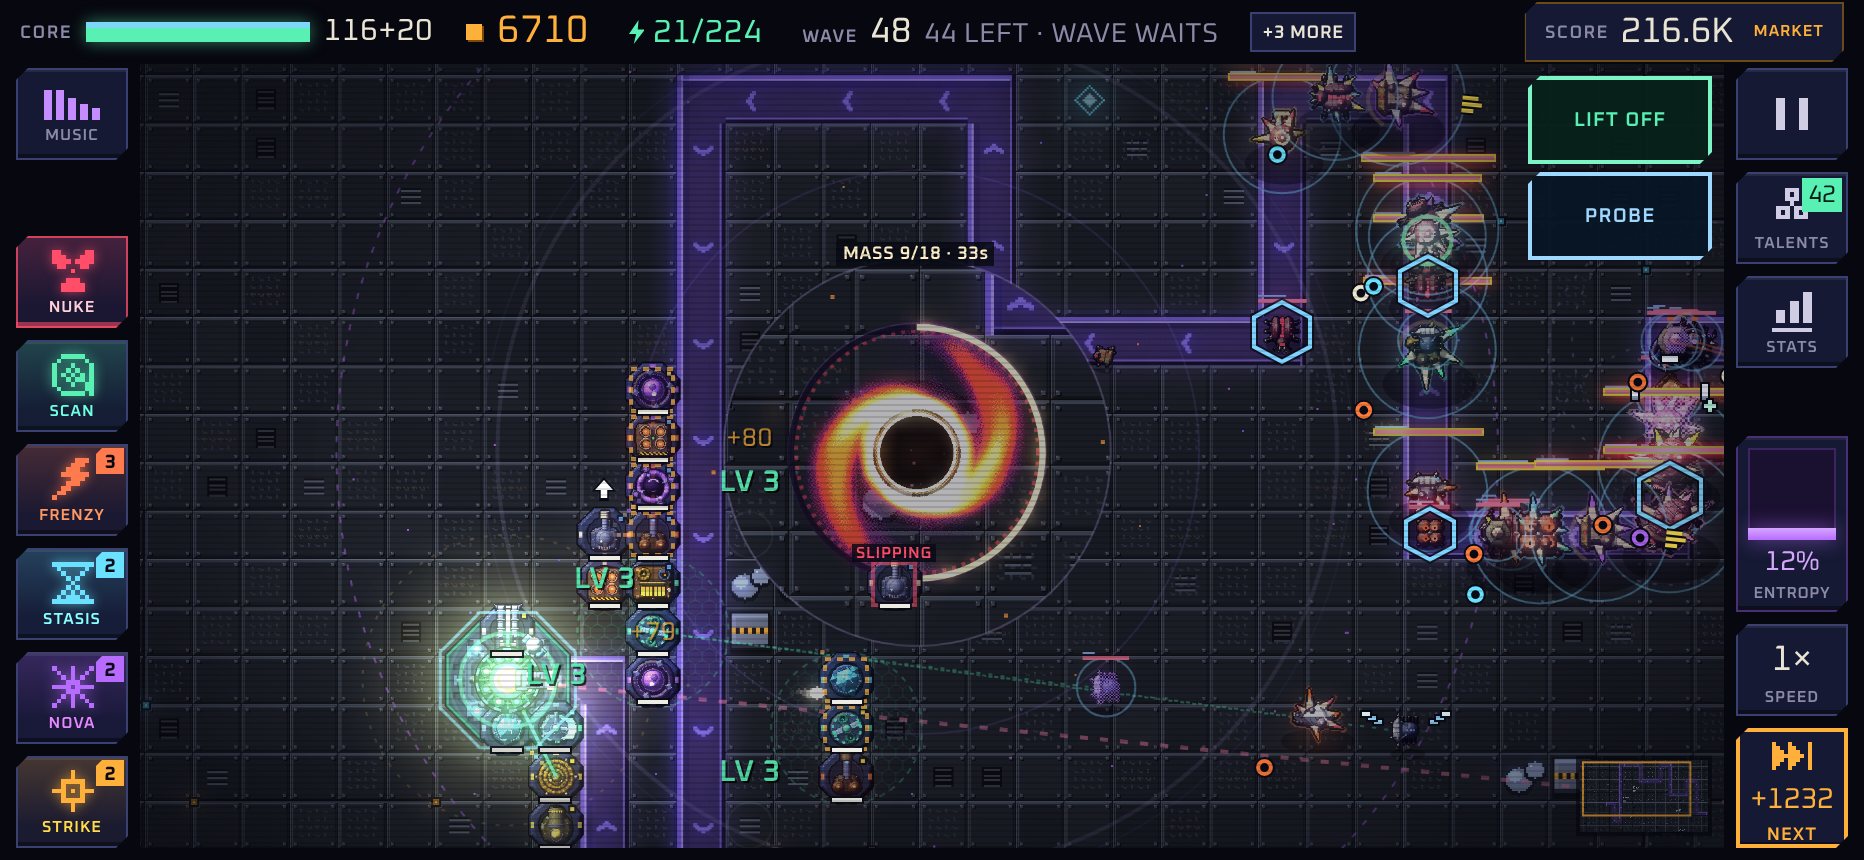 CORE 116+20 6710 21/224 WAVE 48 44 LEFT · WAVE WAITS +3 MORE SCORE 216.6K MARKET
MUSIC
LIFT OFF
PROBE
42
TALENTS
MASS 9/18 · 33s
NUKE
STATS
SCAN
+80
LV 3
3
FRENZY
SLIPPING
2
STASIS
LV 3
12%
ENTROPY
+79
LV 3
2
NOVA
1×
SPEED
LV 3
2
STRIKE
+1232
NEXT